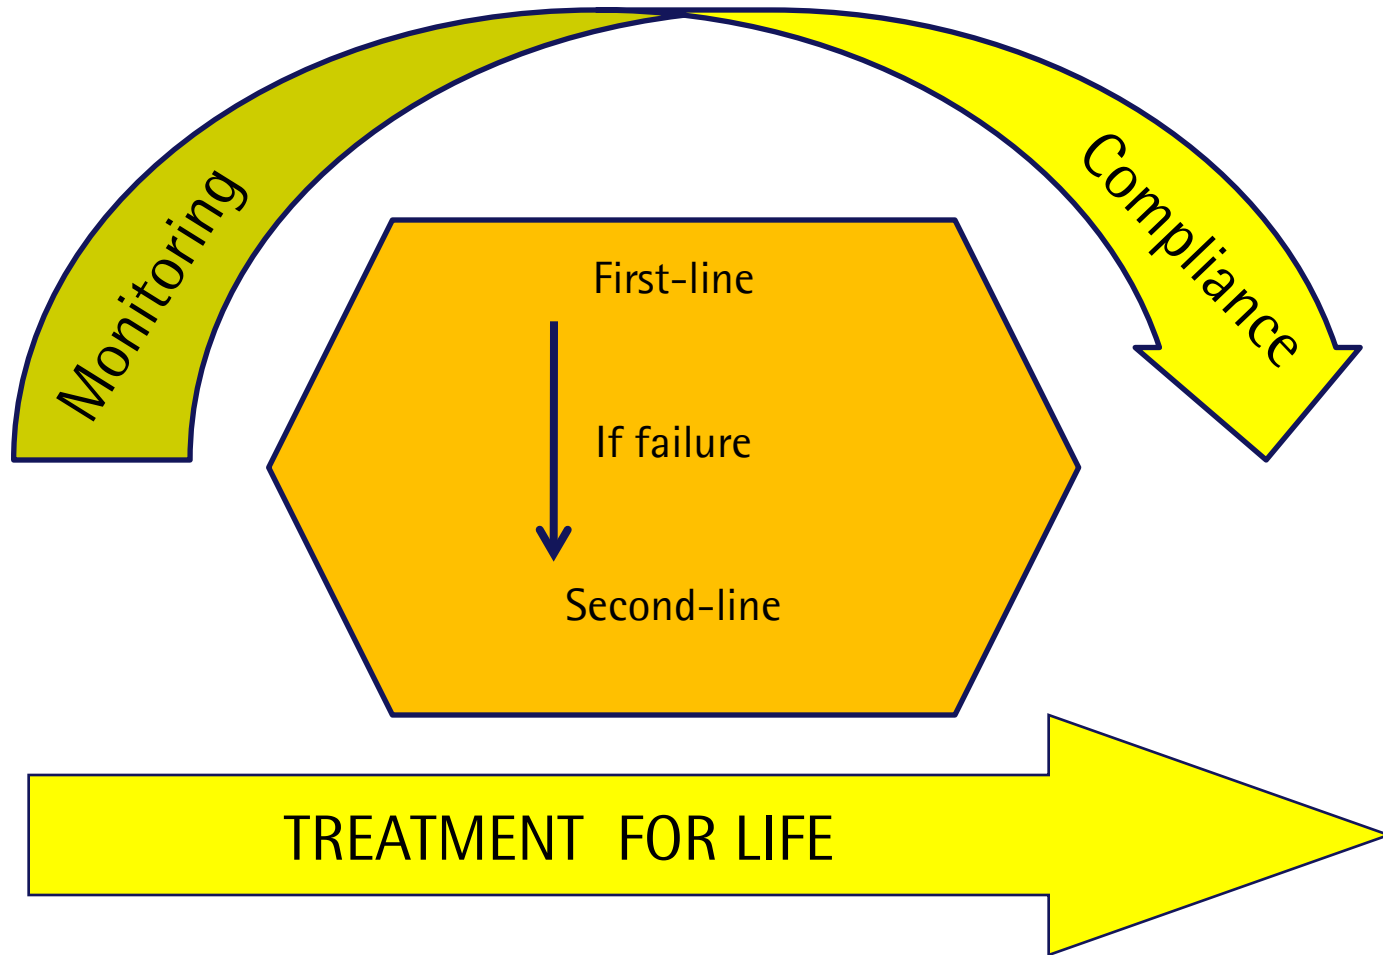 Monitoring
Compliance
First-line
If failure
Second-line
TREATMENT FOR LIFE